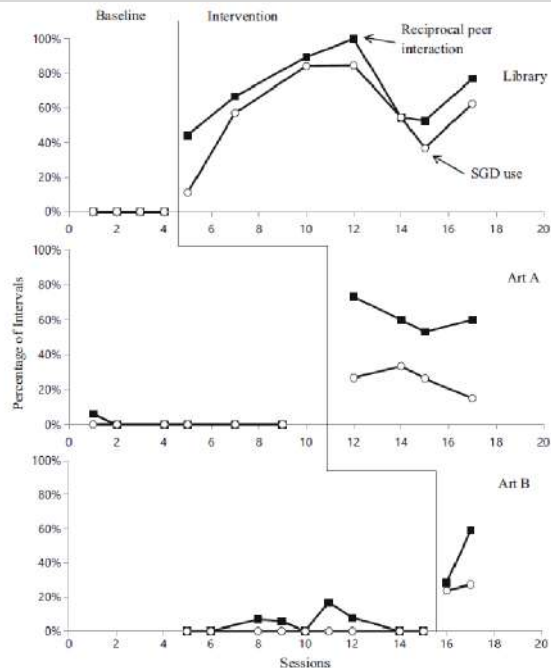 Baseline Intervention
100%
Reciprocal peer
interaction
80%
Library
60%
40%
SGD use
20%
0%
0 2 4 6 8 10 12 14 16 18 20
100%
Art A
80%
60%
40%
20%
0%
0 2 4 6 8 10 12 14 16 18 20
100%
Art B
80%
60%
40%
20%
0%
0 2 4 6 8 10 12 14 16 18 20
Percentage of Intervals
Sessions